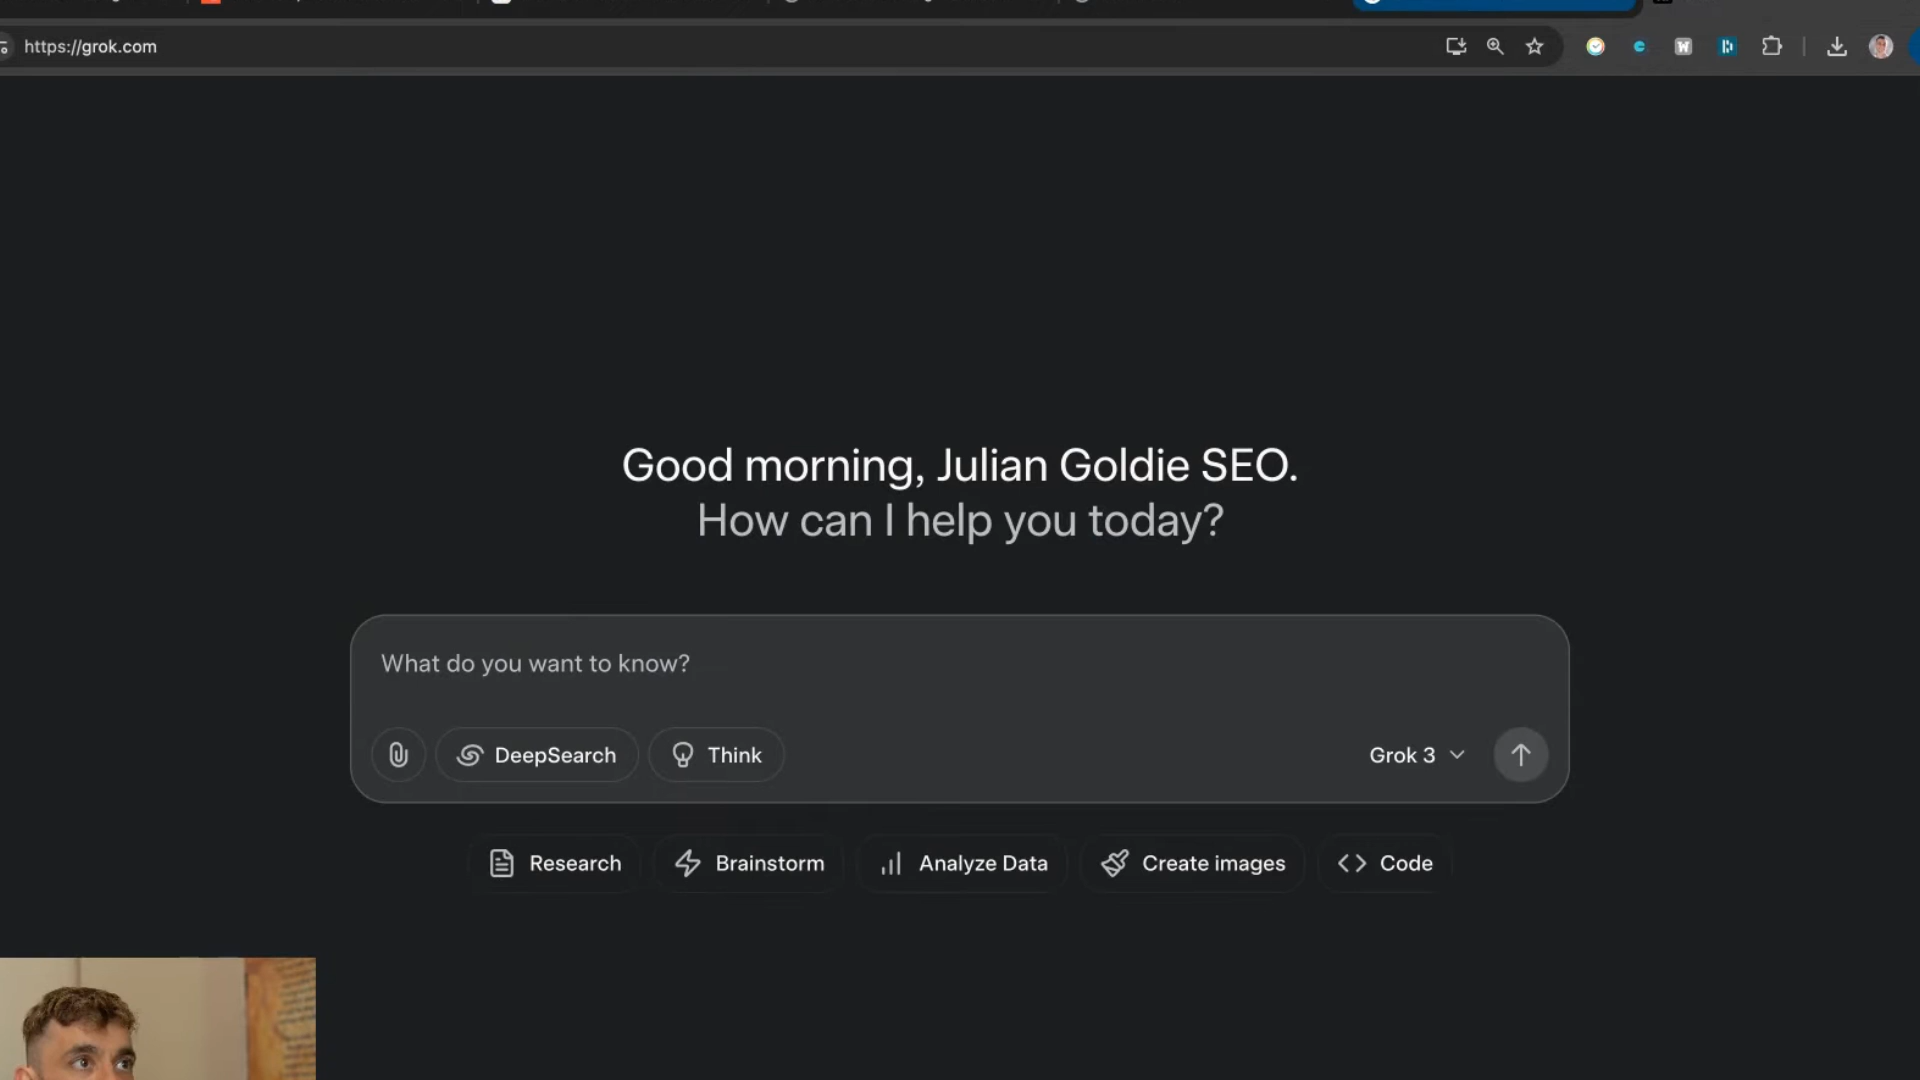 https://grok.com
Good morning, Julian Goldie SEO.
How can I help you today?
What do you want to know?
DeepSearch
Think
Grok 3
Research
Brainstorm
Analyze Data
Create images
Code